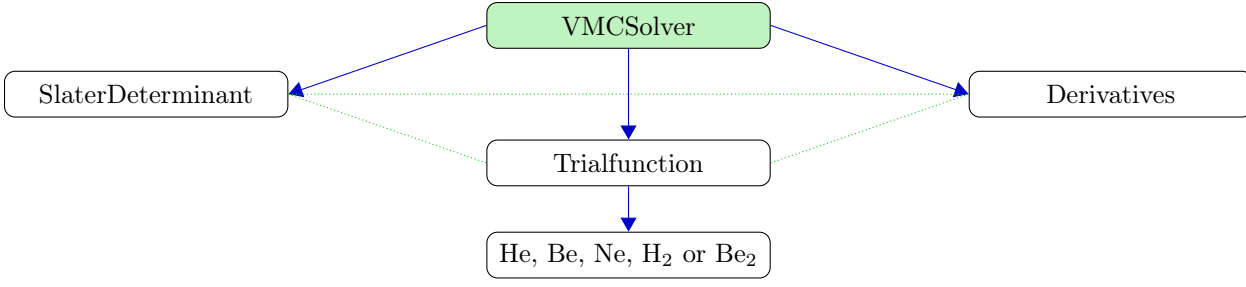 VMCSolver
SlaterDeterminant
Derivatives
Trialfunction
He, Be, Ne, H₂ or Be₂